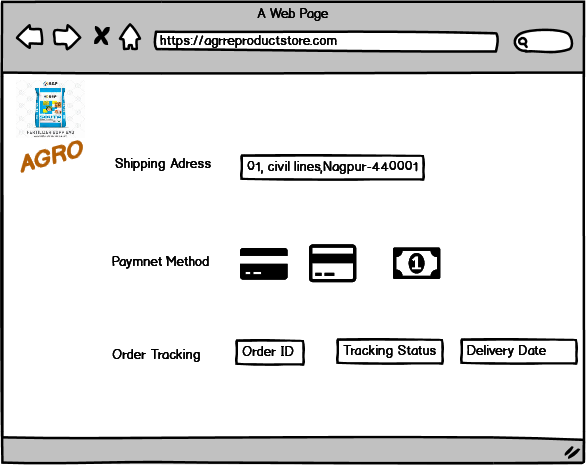 A Web Page
https://agrreproductstore.com
AGRO
Shipping Adress
01, civil lines,Nagpur-440001
Paymnet Method
1
Order Tracking
Order ID
Tracking Status
Delivery Date